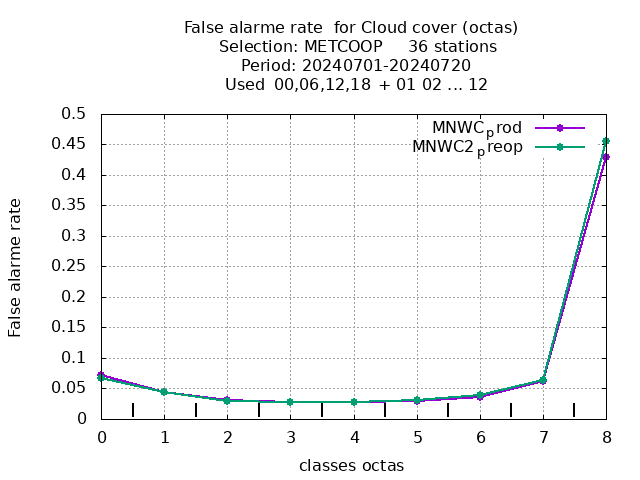 False alarme rate  for Cloud cover (octas)
Selection: METCOOP     36 stations
Period: 20240701-20240720
Used  00,06,12,18 + 01 02 ... 12
MNWC_prod
MNWC2_preop
0.5
0.45
0.4
0.35
0.3
0.25
0.2
0.15
0.1
0.05
0
False alarme rate
0 1 2 3 4 5 6 7 8
classes octas